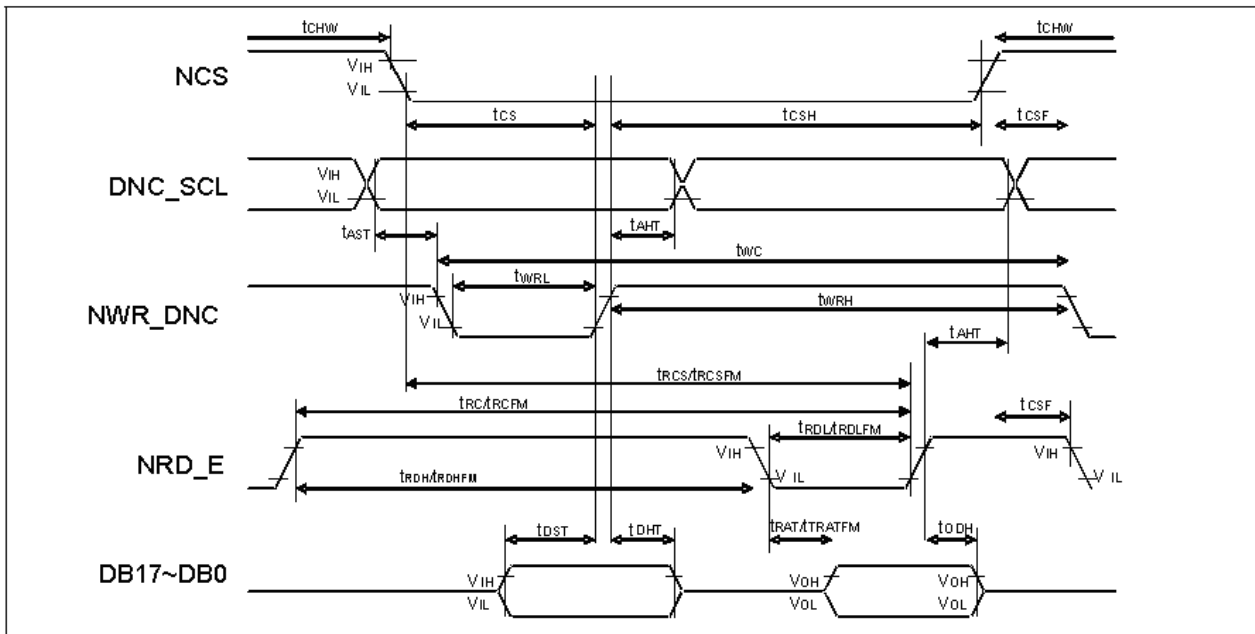 tCHW tCHW
NCS VIH
VIL
tCS tCSH tCSF
DNC_SCL VIH
VIL
tAST tAHT
tWC
tWRL
NWR_DNC VIH
VIL
tWRH
tAHT
tRCS/tRCSFM
tRC/tRCFM
tCSF
tRDL/tRDLFM
NRD_E VIH VIL VIH VIL
tRDH/tRDHFM
tDST tDHT tRAT/tTRATFM tODH
DB17~DB0 VIH VOH VOH
VIL VOL VOL